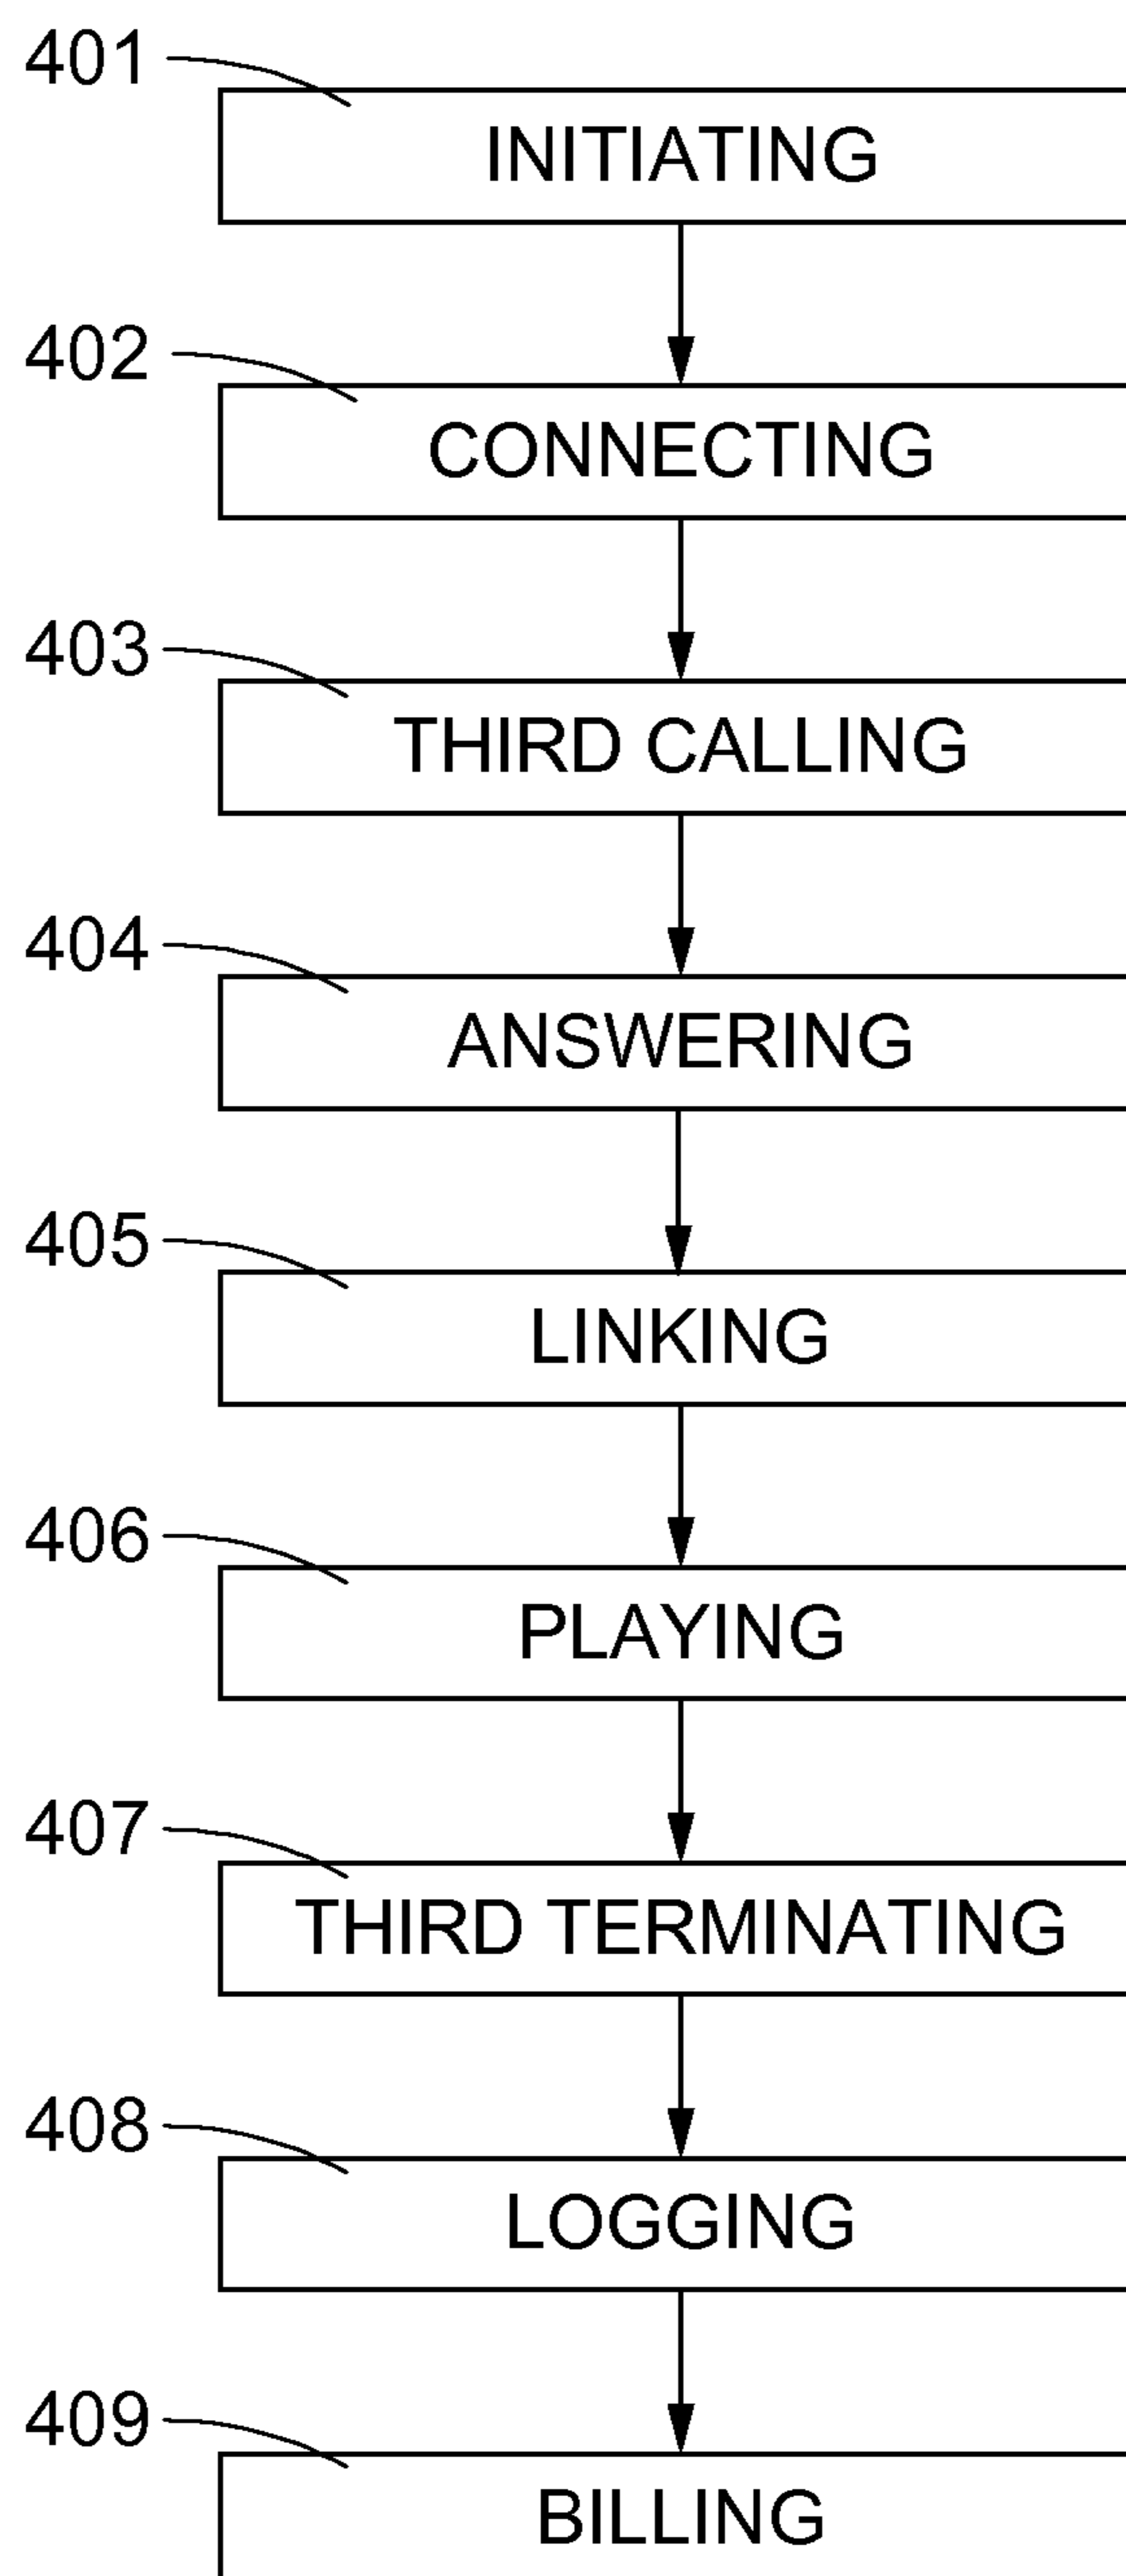 401
INITIATING
402
CONNECTING
403
THIRD CALLING
404
ANSWERING
405
LINKING
406
PLAYING
407
THIRD TERMINATING
408
LOGGING
409
BILLING